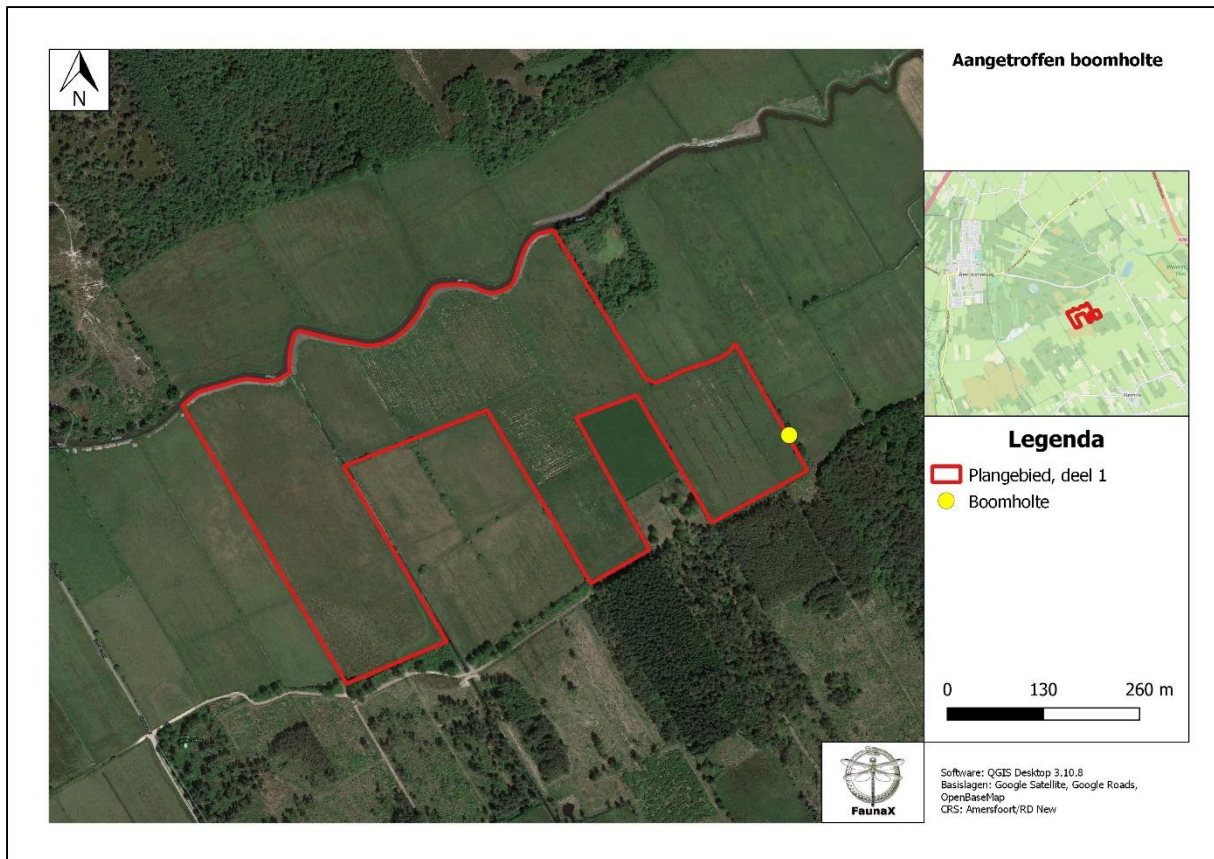 N
Aangetroffen boomholte
Legenda
Plangebied, deel 1
Boomholte
0 130 260 m
FaunaX
Software: QGIS Desktop 3.10.8
Basislagen: Google Satellite, Google Roads,
OpenBaseMap
CRS: Amersfoort/RD New